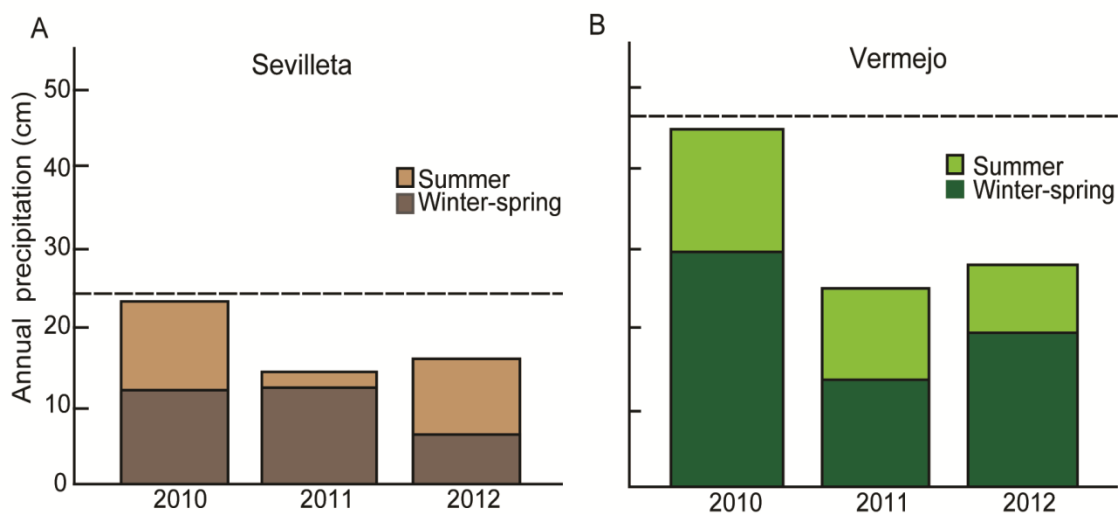 A
Sevilleta
Annual precipitation (cm)
50
40
30
20
10
0
Summer
Winter-spring
2010 2011 2012
B
Vermejo
Summer
Winter-spring
2010 2011 2012